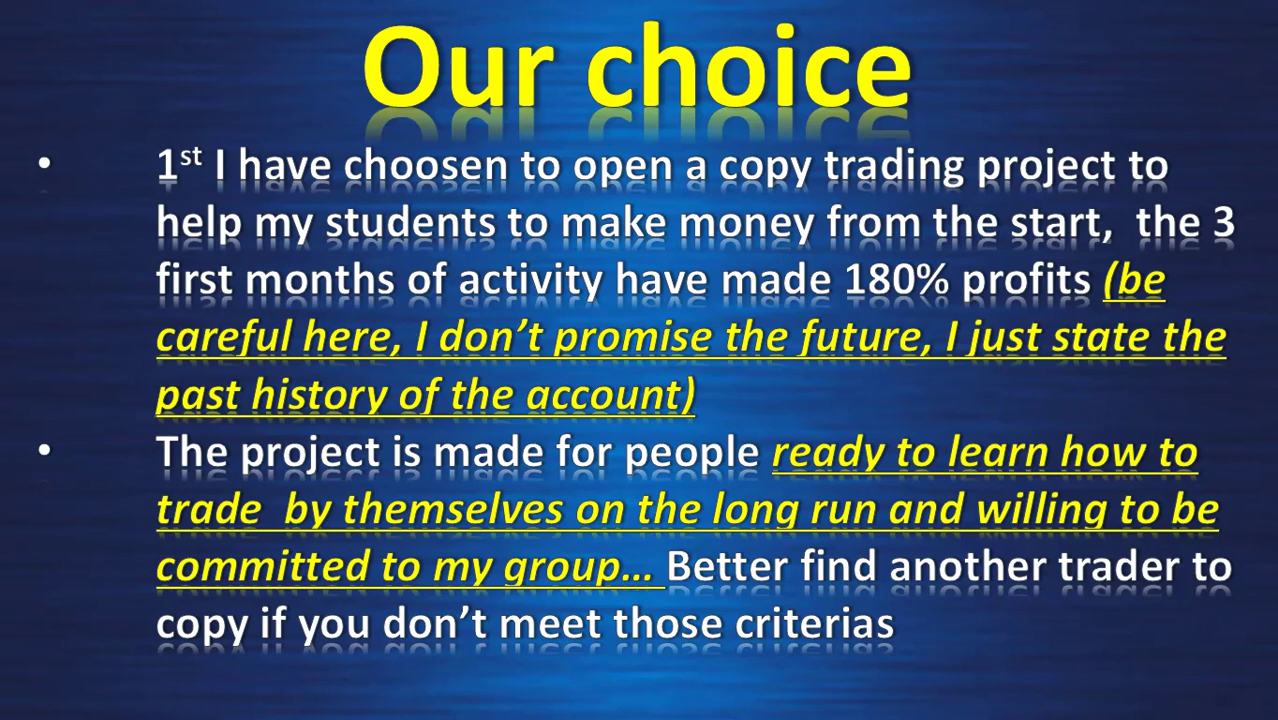 Our choice
• 1st I have choosen to open a copy trading project to
help my students to make money from the start,  the 3
first months of activity have made 180% profits (be
careful here, I don’t promise the future, I just state the
past history of the account)
• The project is made for people ready to learn how to
trade  by themselves on the long run and willing to be
committed to my group… Better find another trader to
copy if you don’t meet those criterias